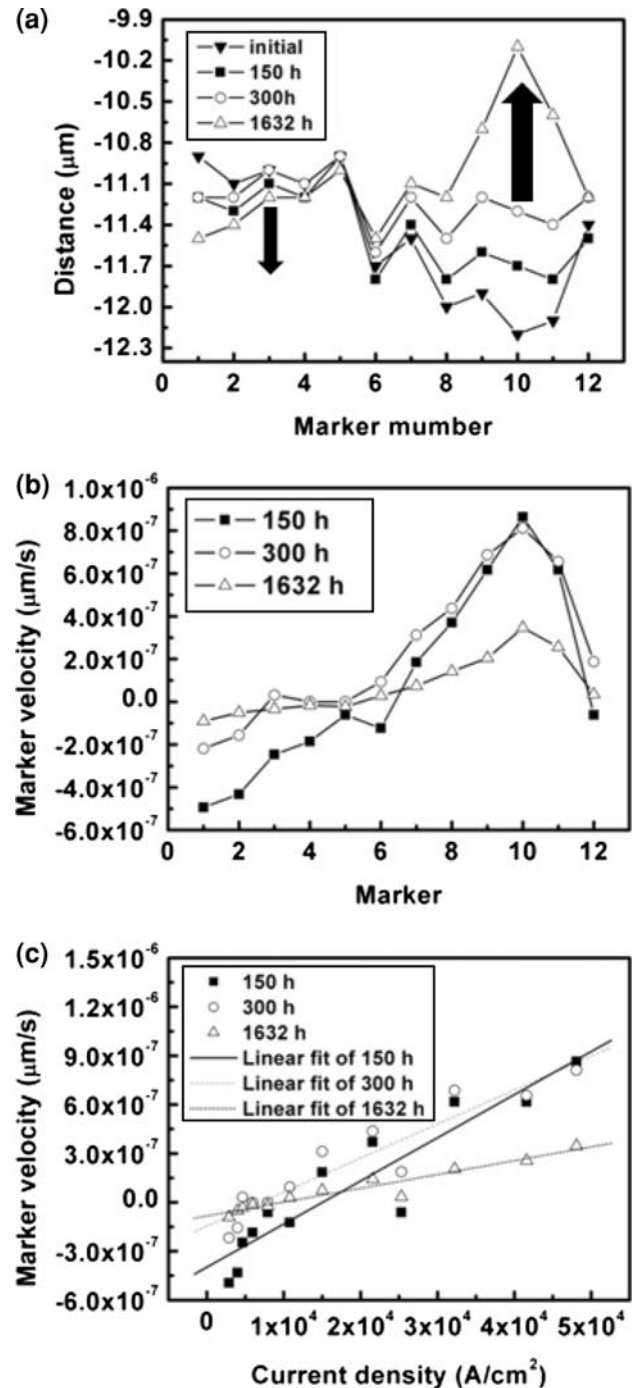 (a)
-9.9
-10.2
-10.5
-10.8
-11.1
-11.4
-11.7
-12.0
-12.3
Distance (μm)
initial
150 h
300h
1632 h
0 2 4 6 8 10 12
Marker mumber
(b)
1.0x10⁻⁶
8.0x10⁻⁷
6.0x10⁻⁷
4.0x10⁻⁷
2.0x10⁻⁷
0.0
-2.0x10⁻⁷
-4.0x10⁻⁷
-6.0x10⁻⁷
Marker velocity (μm/s)
150 h
300 h
1632 h
0 2 4 6 8 10 12
Marker
(c)
1.5x10⁻⁶
1.2x10⁻⁶
9.0x10⁻⁷
6.0x10⁻⁷
3.0x10⁻⁷
0.0
-3.0x10⁻⁷
-6.0x10⁻⁷
Marker velocity (μm/s)
150 h
300 h
1632 h
Linear fit of 150 h
Linear fit of 300 h
Linear fit of 1632 h
0 1x10⁴ 2x10⁴ 3x10⁴ 4x10⁴ 5x10⁴
Current density (A/cm²)